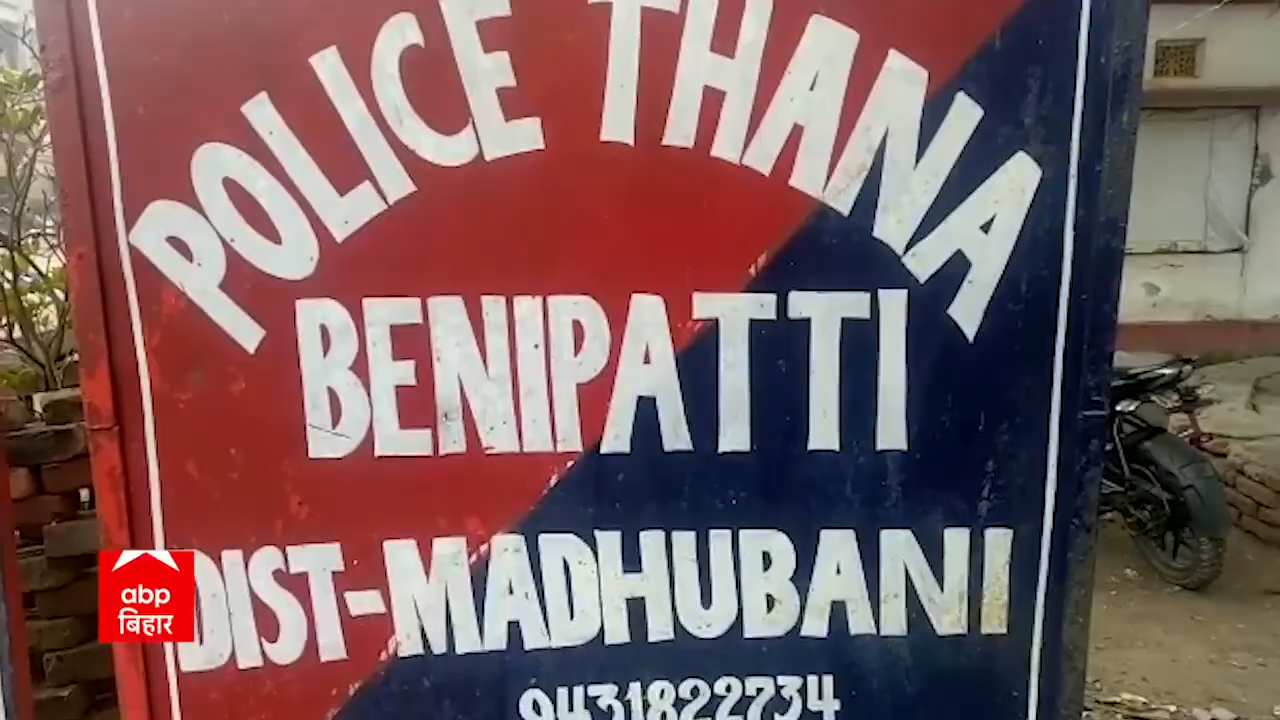 POLICE THANA
BENIPATTI
DIST-MADHUBANI
9431822734
abp
बिहार